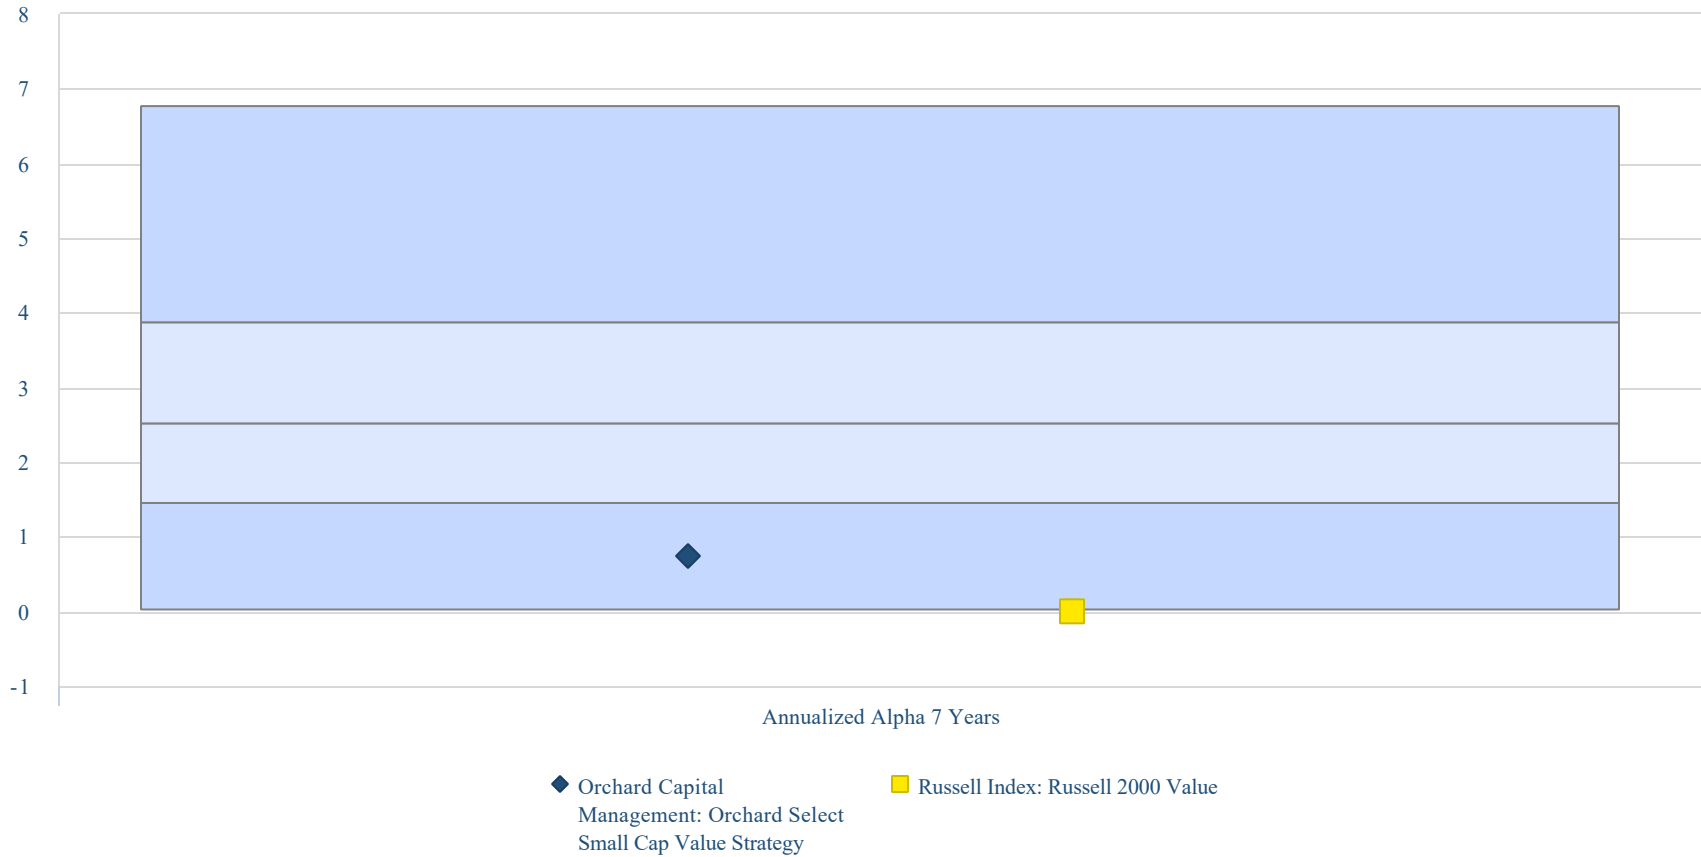 8
7
6
5
4
3
2
1
0
-1
Annualized Alpha 7 Years
Orchard Capital
Management: Orchard Select
Small Cap Value Strategy
Russell Index: Russell 2000 Value